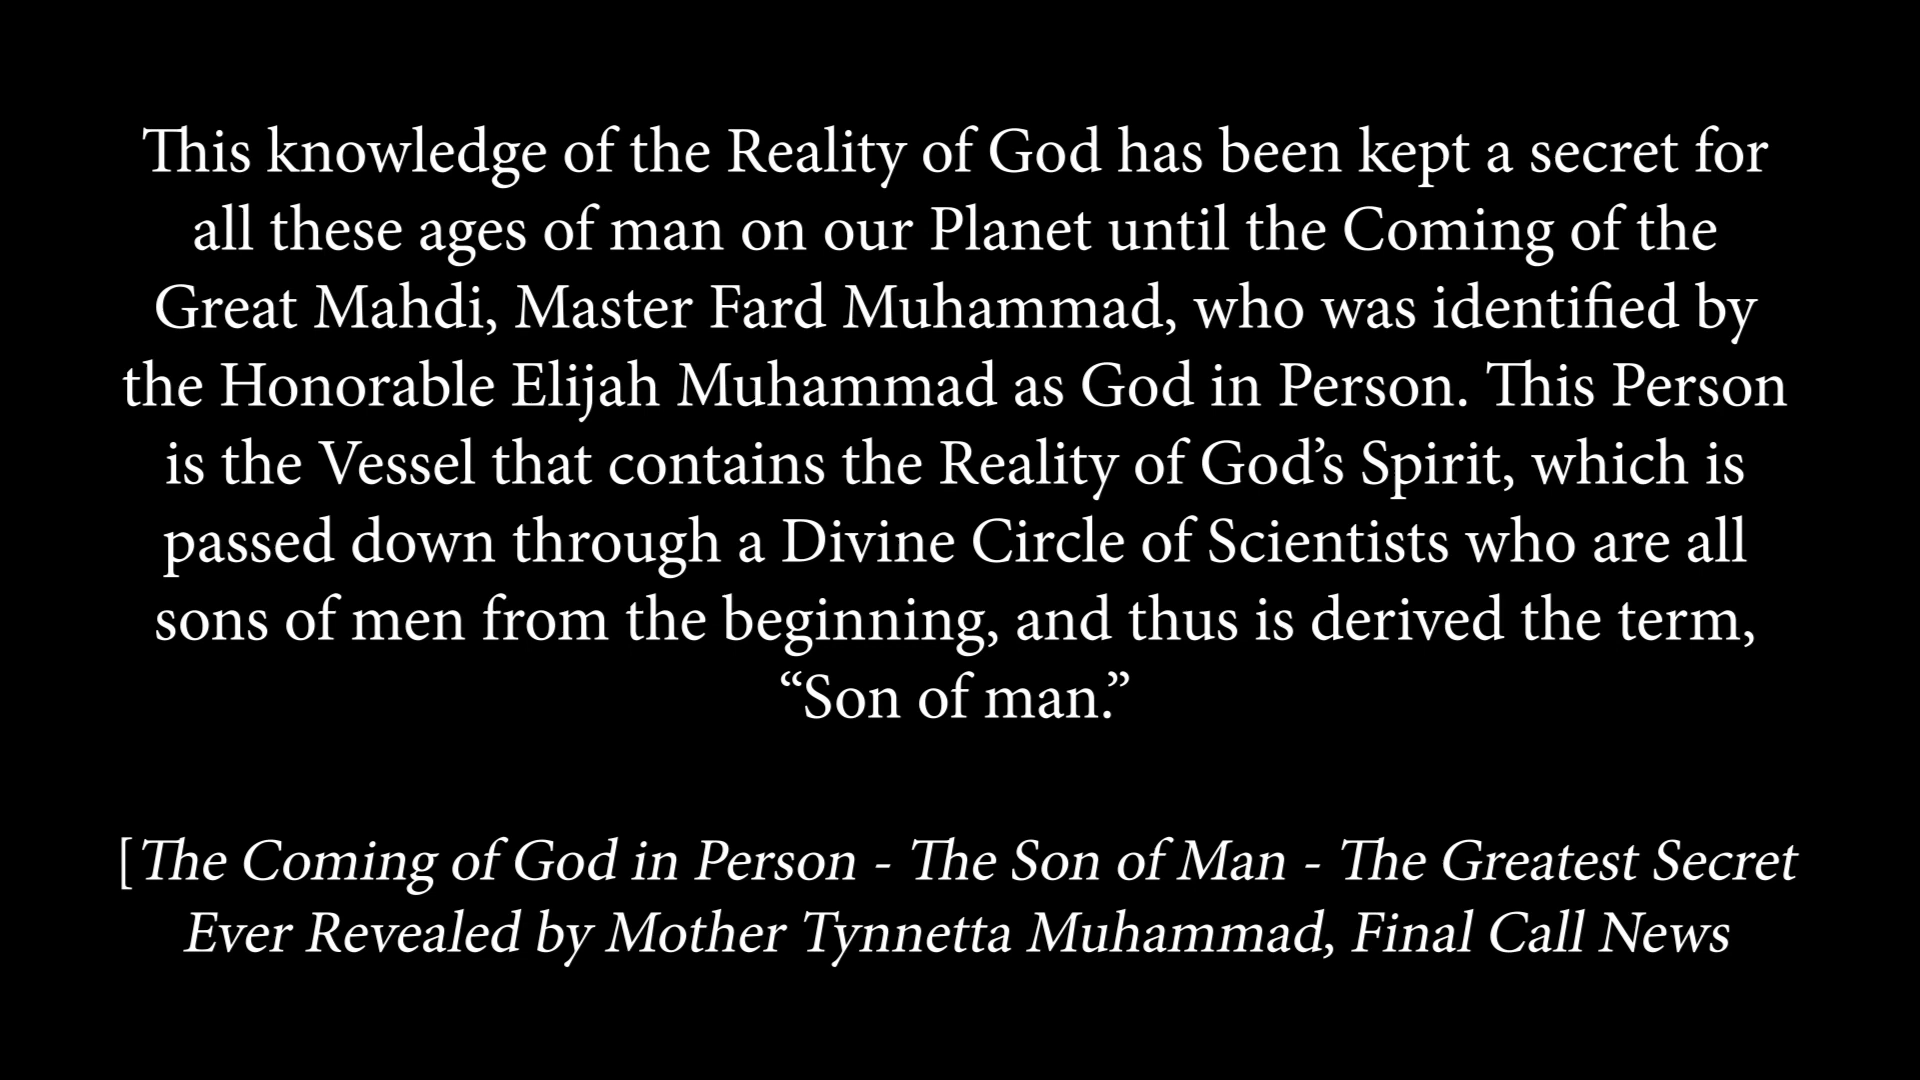 This knowledge of the Reality of God has been kept a secret for
all these ages of man on our Planet until the Coming of the
Great Mahdi, Master Fard Muhammad, who was identified by
the Honorable Elijah Muhammad as God in Person. This Person
is the Vessel that contains the Reality of God’s Spirit, which is
passed down through a Divine Circle of Scientists who are all
sons of men from the beginning, and thus is derived the term,
“Son of man.”
[The Coming of God in Person - The Son of Man - The Greatest Secret
Ever Revealed by Mother Tynnetta Muhammad, Final Call News